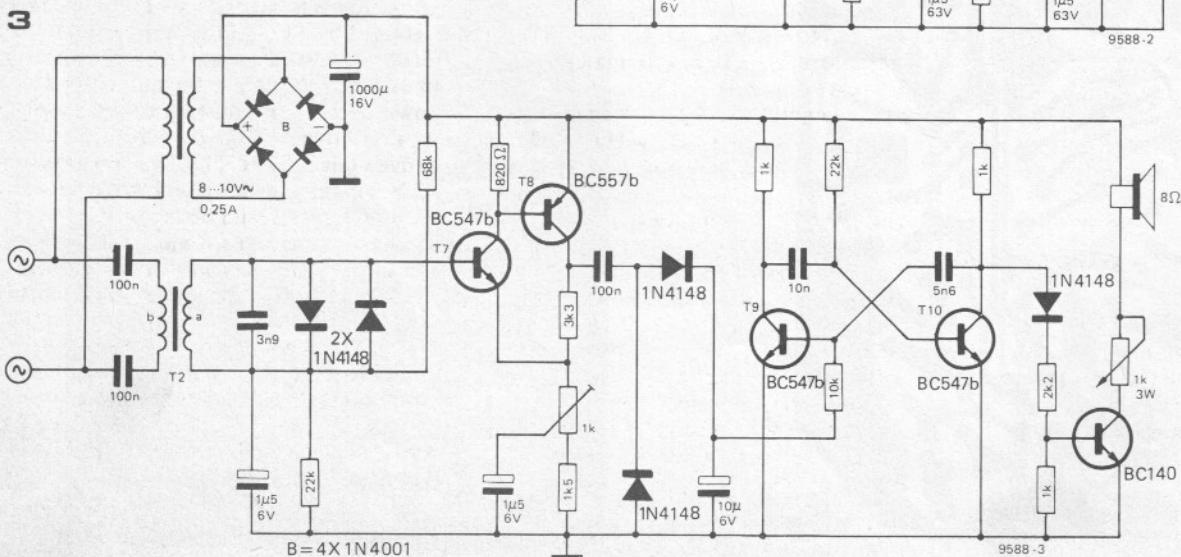 3
6V
1µ5
63V
1µ5
63V
9588-2
1000µ
16V
+
B
−
8...10V~
0,25A
68k
820Ω
T8
BC557b
BC547b
T7
1k
22k
1k
8Ω
100n
b
a
T2
100n
3n9
2X
1N4148
100n
1N4148
3k3
10n
5n6
1N4148
T9
T10
BC547b
BC547b
10k
2k2
1k
3W
1k
BC140
1µ5
6V
22k
1µ5
6V
1k5
1N4148
10µ
6V
1k
B=4X1N4001
9588-3